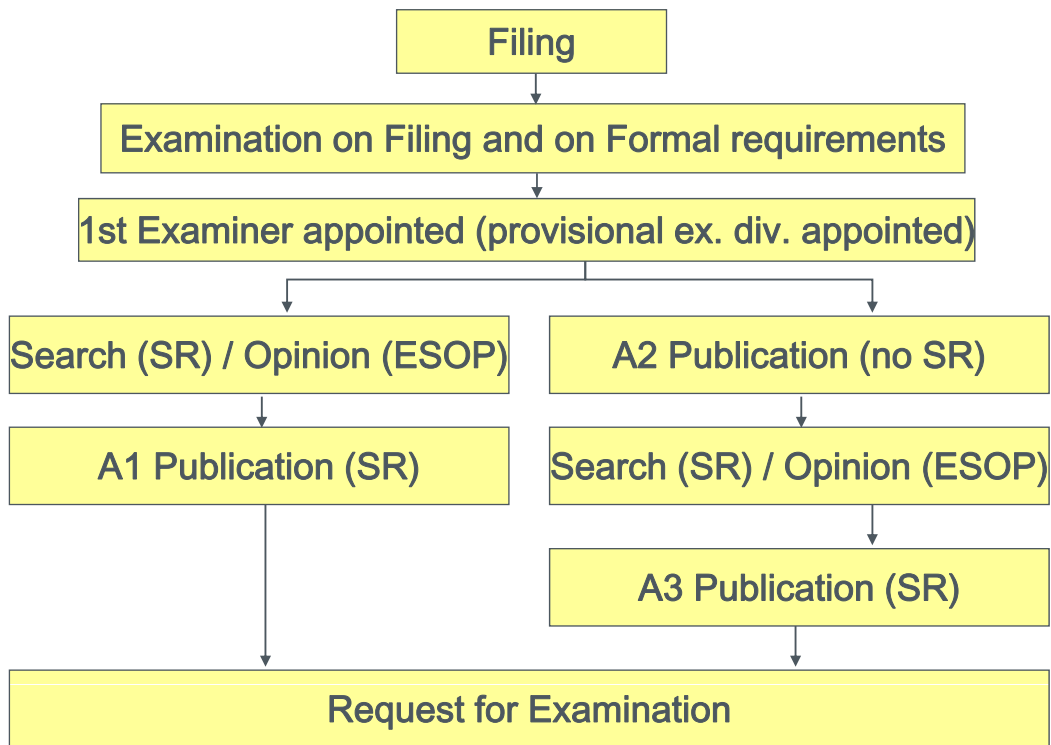 Filing
Examination on Filing and on Formal requirements
1st Examiner appointed (provisional ex. div. appointed)
Search (SR) / Opinion (ESOP)
A2 Publication (no SR)
A1 Publication (SR)
Search (SR) / Opinion (ESOP)
A3 Publication (SR)
Request for Examination